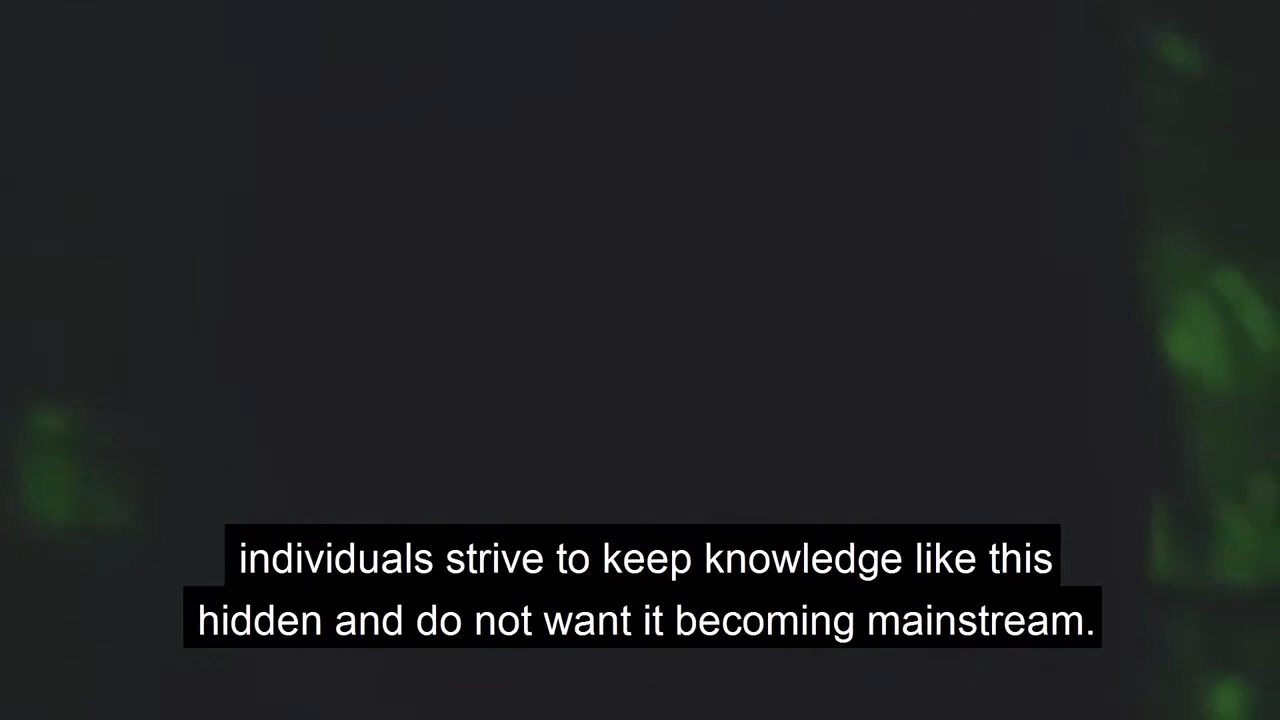 individuals strive to keep knowledge like this
hidden and do not want it becoming mainstream.